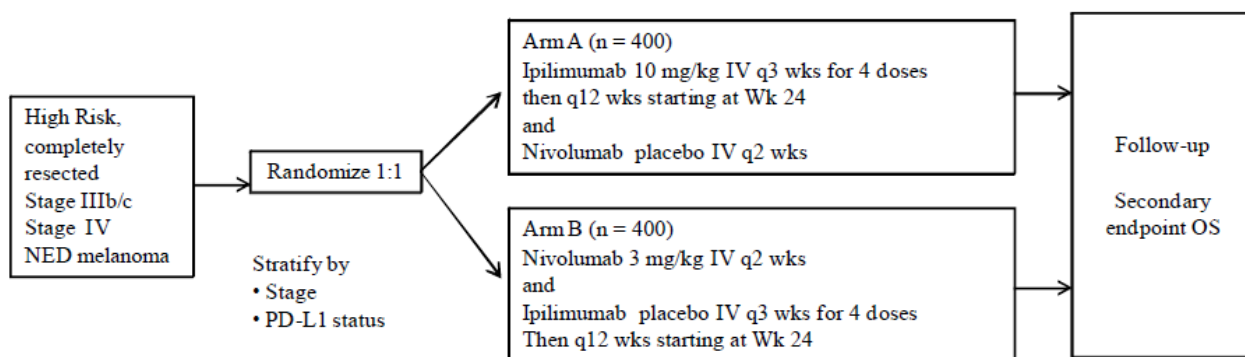 High Risk,
completely
resected
Stage IIIb/c
Stage IV
NED melanoma
Randomize 1:1
Stratify by
• Stage
• PD-L1 status
Arm A (n = 400)
Ipilimumab 10 mg/kg IV q3 wks for 4 doses
then q12 wks starting at Wk 24
and
Nivolumab placebo IV q2 wks
Arm B (n = 400)
Nivolumab 3 mg/kg IV q2 wks
and
Ipilimumab placebo IV q3 wks for 4 doses
Then q12 wks starting at Wk 24
Follow-up
Secondary
endpoint OS